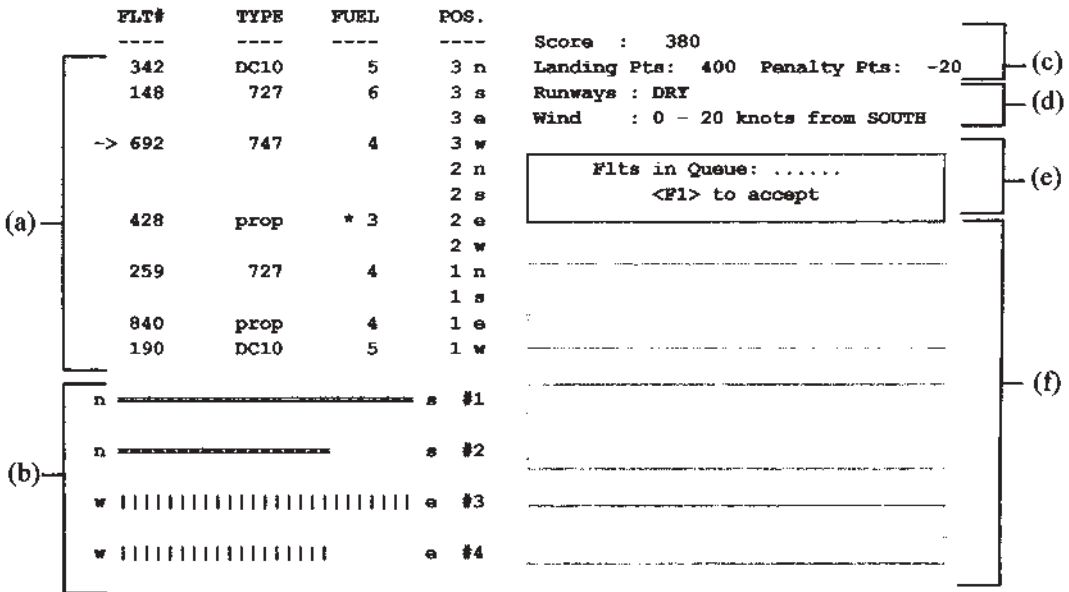 FLT# TYPE FUEL POS.
---- ---- ---- ----
342 DC10 5 3 n
148 727 6 3 s
3 e
-> 692 747 4 3 w
2 n
2 s
428 prop * 3 2 e
2 w
259 727 4 1 n
1 s
840 prop 4 1 e
190 DC10 5 1 w
(a)
n s #1
n s #2
w e #3
w e #4
(b)
Score : 380
Landing Pts: 400 Penalty Pts: -20
(c)
Runways : DRY
Wind : 0 - 20 knots from SOUTH
(d)
Flts in Queue: ......
<F1> to accept
(e)
(f)